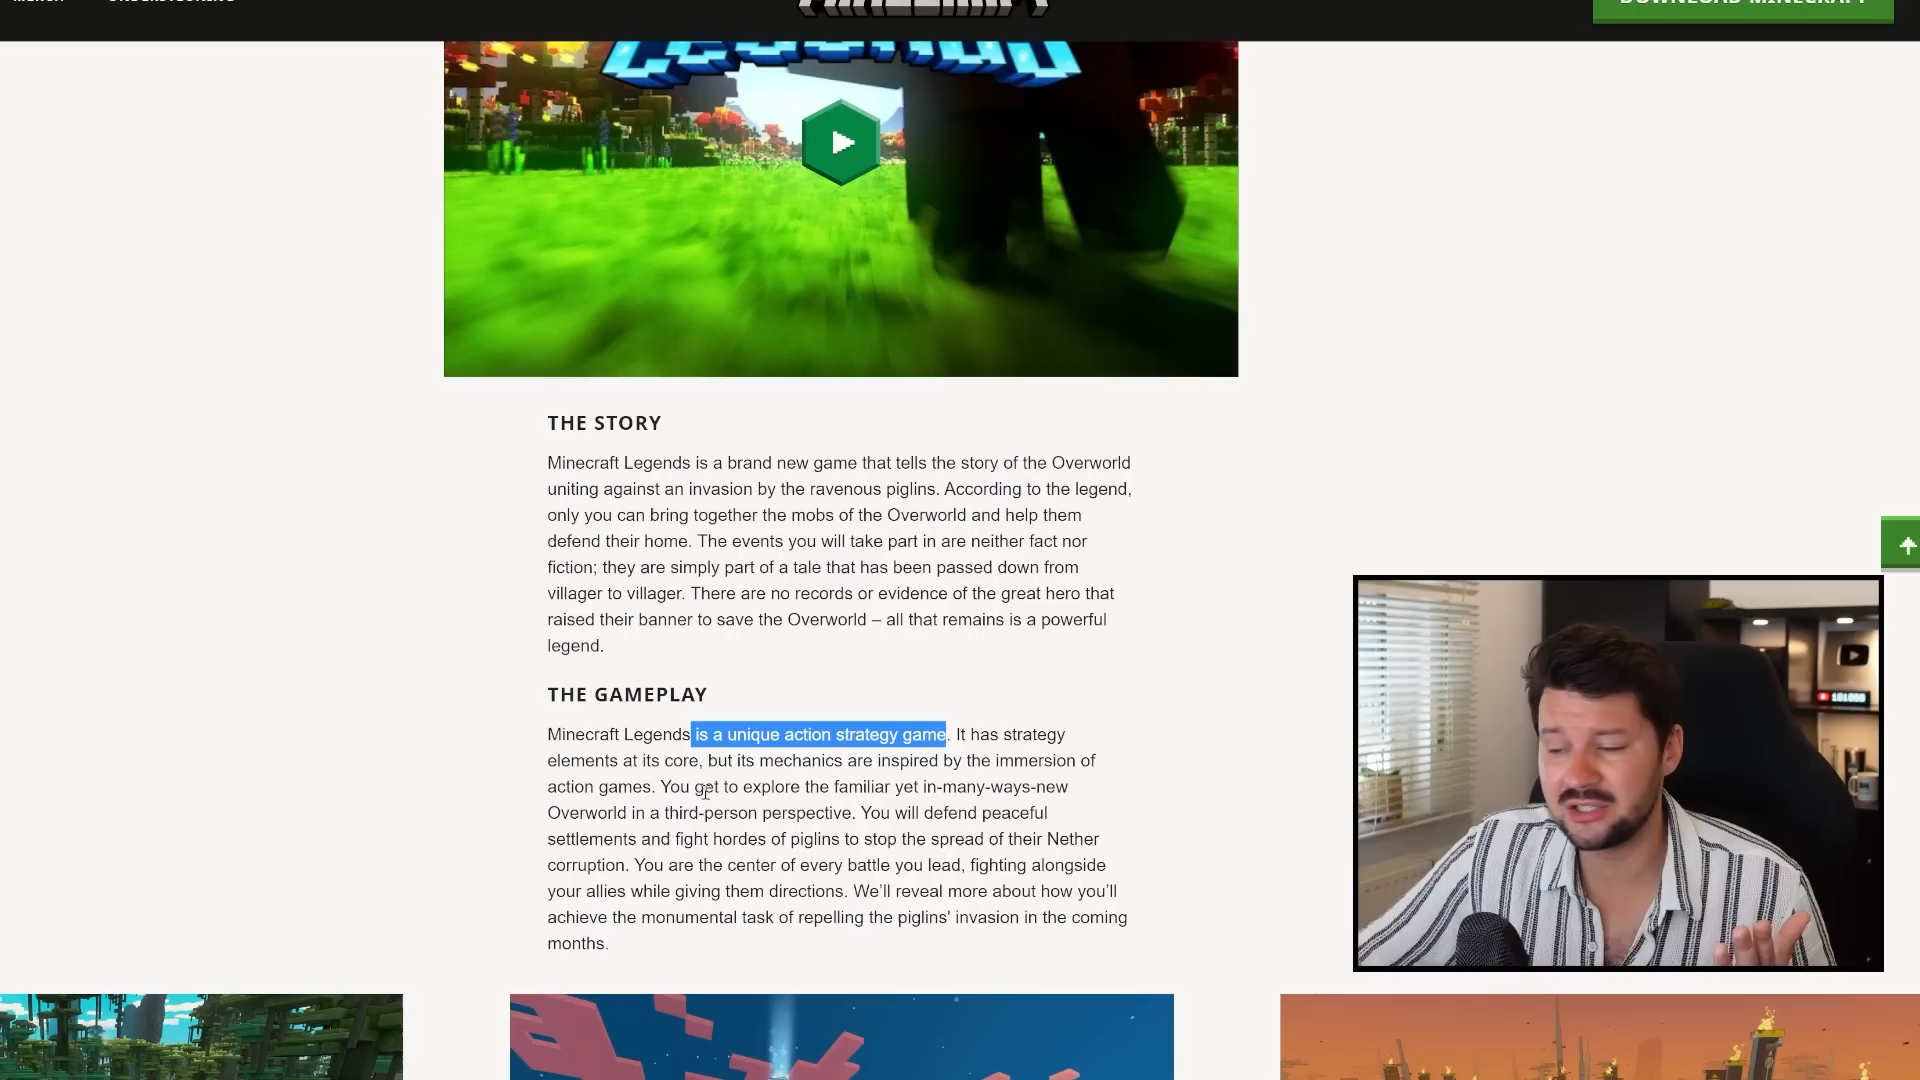 LEGENDS
THE STORY
Minecraft Legends is a brand new game that tells the story of the Overworld
uniting against an invasion by the ravenous piglins. According to the legend,
only you can bring together the mobs of the Overworld and help them
defend their home. The events you will take part in are neither fact nor
fiction; they are simply part of a tale that has been passed down from
villager to villager. There are no records or evidence of the great hero that
raised their banner to save the Overworld – all that remains is a powerful
legend.
THE GAMEPLAY
Minecraft Legends is a unique action strategy game. It has strategy
elements at its core, but its mechanics are inspired by the immersion of
action games. You get to explore the familiar yet in-many-ways-new
Overworld in a third-person perspective. You will defend peaceful
settlements and fight hordes of piglins to stop the spread of their Nether
corruption. You are the center of every battle you lead, fighting alongside
your allies while giving them directions. We’ll reveal more about how you’ll
achieve the monumental task of repelling the piglins' invasion in the coming
months.